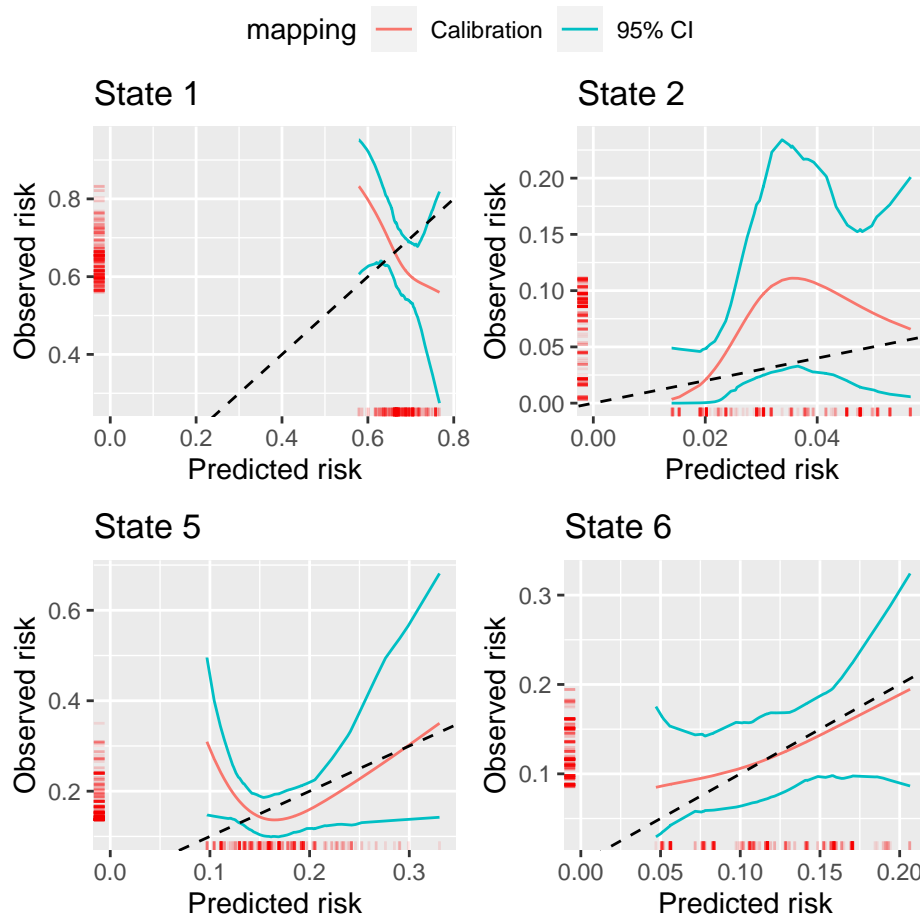 mapping Calibration 95% CI
State 1
Observed risk
0.8
0.6
0.4
0.0 0.2 0.4 0.6 0.8
Predicted risk
State 2
Observed risk
0.20
0.15
0.10
0.05
0.00
0.00 0.02 0.04
Predicted risk
State 5
Observed risk
0.6
0.4
0.2
0.0 0.1 0.2 0.3
Predicted risk
State 6
Observed risk
0.3
0.2
0.1
0.00 0.05 0.10 0.15 0.20
Predicted risk